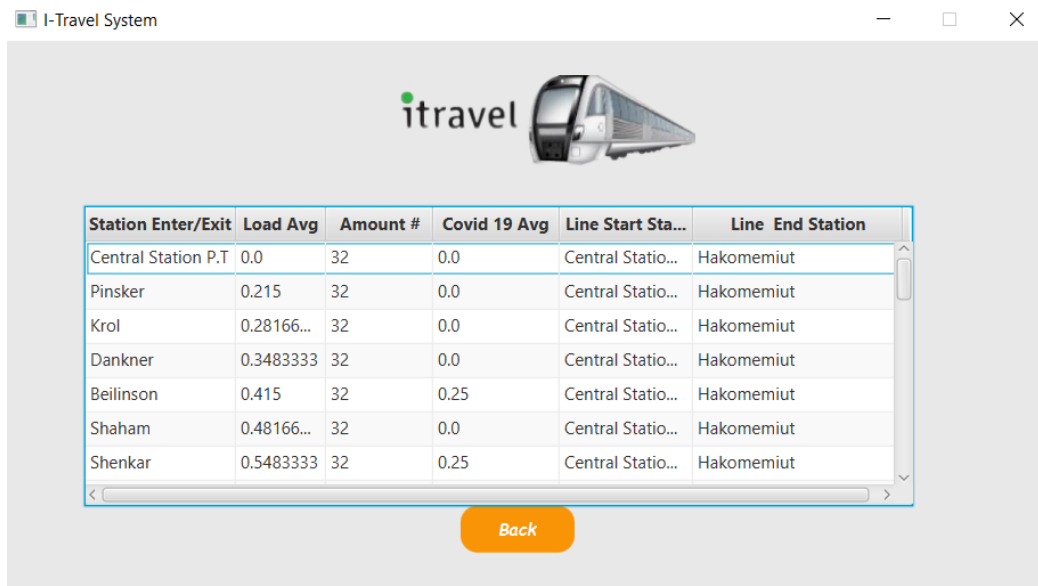 I-Travel System
itravel
Station Enter/Exit Load Avg Amount # Covid 19 Avg Line Start Sta... Line End Station
Central Station P.T 0.0 32 0.0 Central Statio... Hakomemiut
Pinsker 0.215 32 0.0 Central Statio... Hakomemiut
Krol 0.28166... 32 0.0 Central Statio... Hakomemiut
Dankner 0.3483333 32 0.0 Central Statio... Hakomemiut
Beilinson 0.415 32 0.25 Central Statio... Hakomemiut
Shaham 0.48166... 32 0.0 Central Statio... Hakomemiut
Shenkar 0.5483333 32 0.25 Central Statio... Hakomemiut
Back